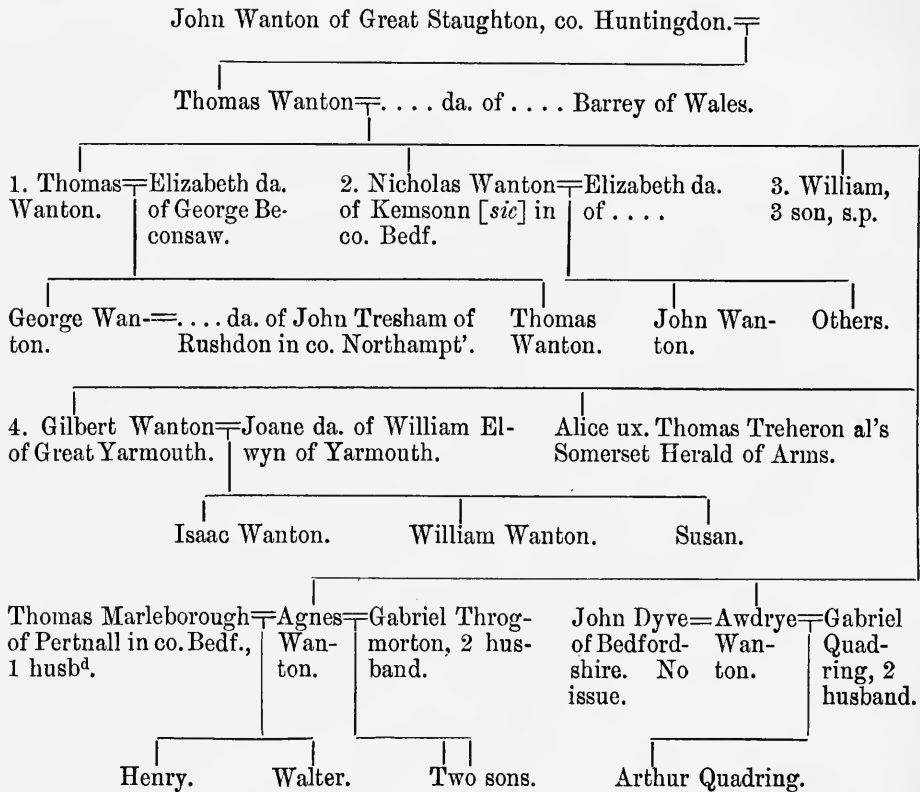 John Wanton of Great Staughton, co. Huntingdon.
Thomas Wanton . . . . da. of . . . . Barrey of Wales.
1. Thomas Elizabeth da. 2. Nicholas Wanton Elizabeth da. 3. William,
Wanton. of George Be- of Kemsonn [sic] in of . . . . 3 son, s.p.
consaw. co. Bedf.
George Wan- . . . . da. of John Tresham of Thomas John Wan- Others.
ton. Rushdon in co. Northampt'. Wanton. ton.
4. Gilbert Wanton Joane da. of William El- Alice ux. Thomas Treheron al's
of Great Yarmouth. wyn of Yarmouth. Somerset Herald of Arms.
Isaac Wanton. William Wanton. Susan.
Thomas Marleborough Agnes Gabriel Throg- John Dyve=Awdrye Gabriel
of Pertnall in co. Bedf., Wan- morton, 2 hus- of Bedford- Wan- Quad-
1 husbd. ton. band. shire. No ton. ring, 2
issue. husband.
Henry. Walter. Two sons. Arthur Quadring.